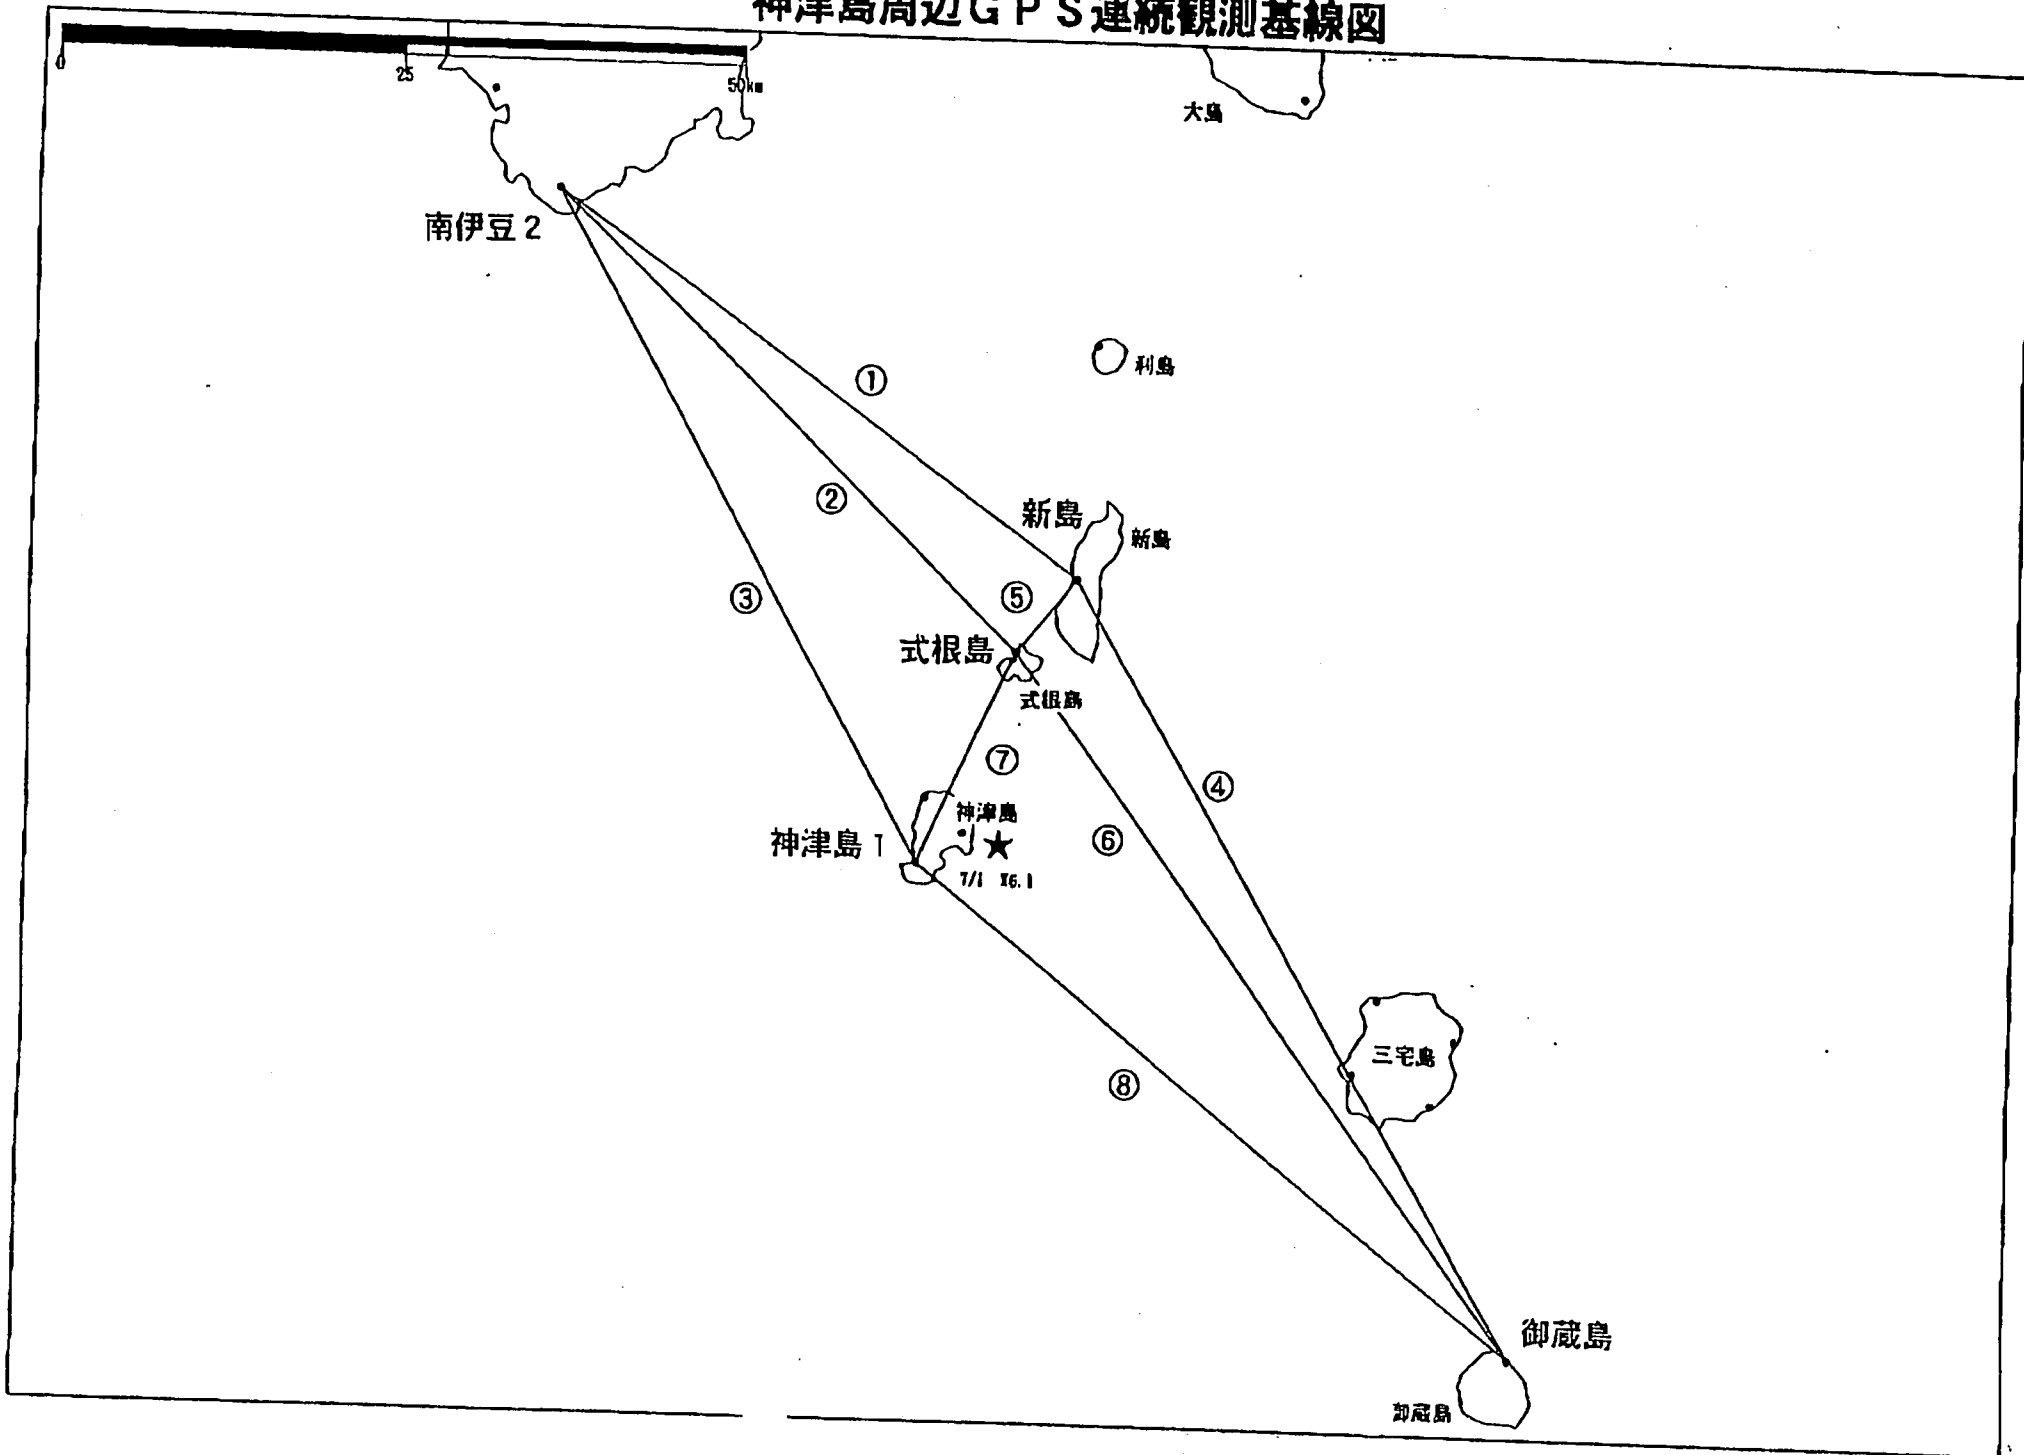 神津島周辺GPS連続観測基線図
0 25 50km
大島
南伊豆2
利島
①
②
新島
新島
③
⑤
式根島
式根島
⑦
④
神津島
神津島1
⑥
7/1 M6.1
三宅島
⑧
御蔵島
御蔵島